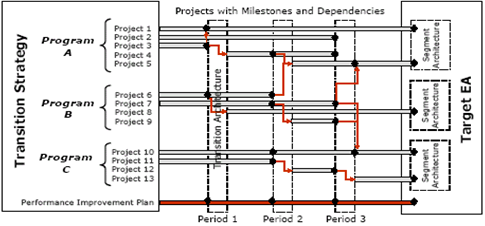 Projects with Milestones and Dependencies
Transition Strategy
Program
A
Project 1
Project 2
Project 3
Project 4
Project 5
Program
B
Project 6
Project 7
Project 8
Project 9
Program
C
Project 10
Project 11
Project 12
Project 13
Performance Improvement Plan
Transition Architecture
Period 1
Period 2
Period 3
Segment
Architecture
Segment
Architecture
Segment
Architecture
Target EA